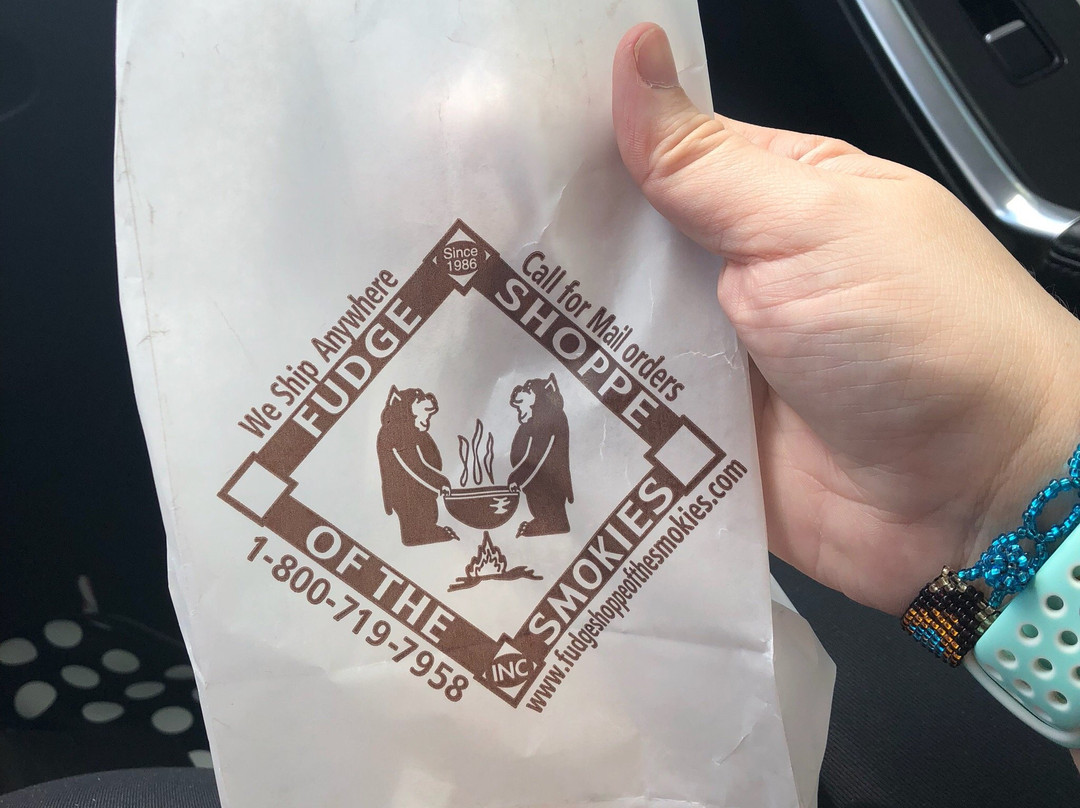 Since
1986
We Ship Anywhere
FUDGE
Call for Mail orders
SHOPPE
OF THE
SMOKIES
INC
1-800-719-7958
www.fudgeshoppeofthesmokies.com